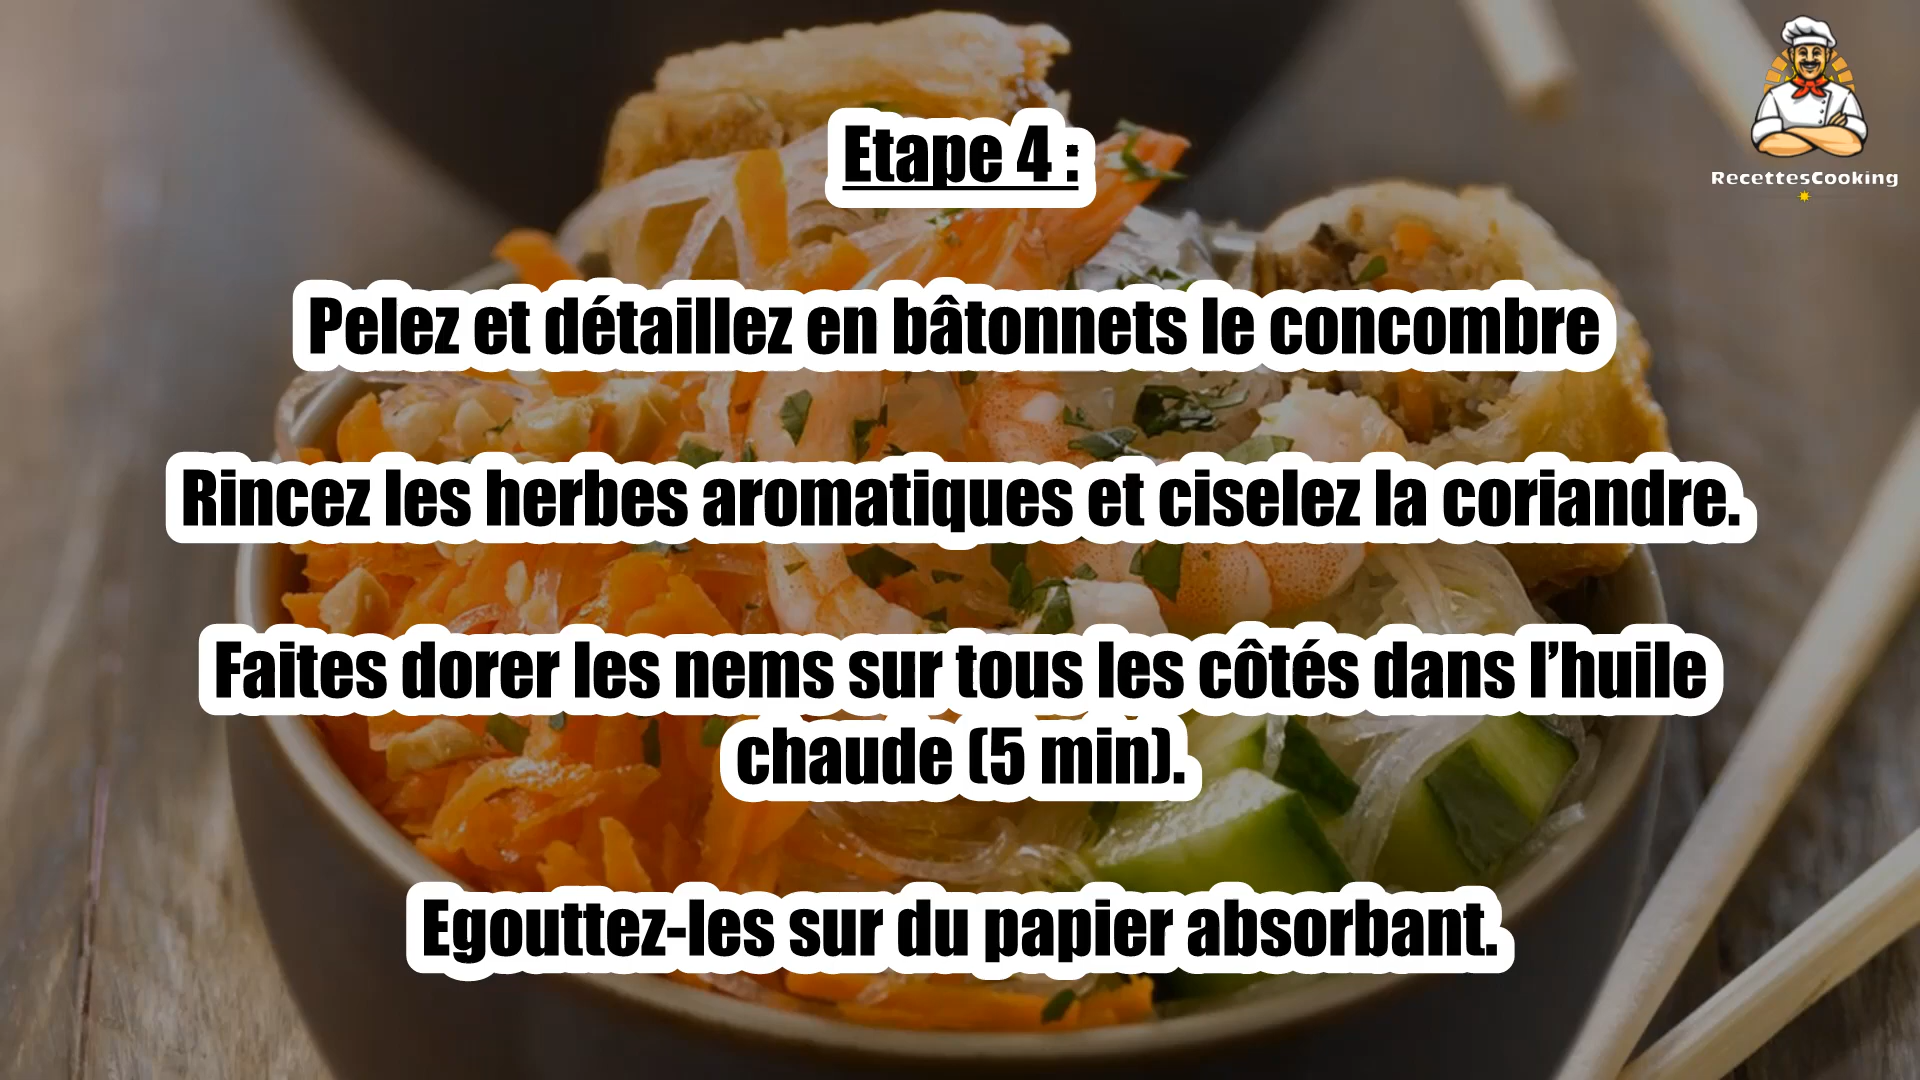 RecettesCooking
Etape 4 :
Pelez et détaillez en bâtonnets le concombre
Rincez les herbes aromatiques et ciselez la coriandre.
Faites dorer les nems sur tous les côtés dans l’huile
chaude (5 min).
Egouttez-les sur du papier absorbant.